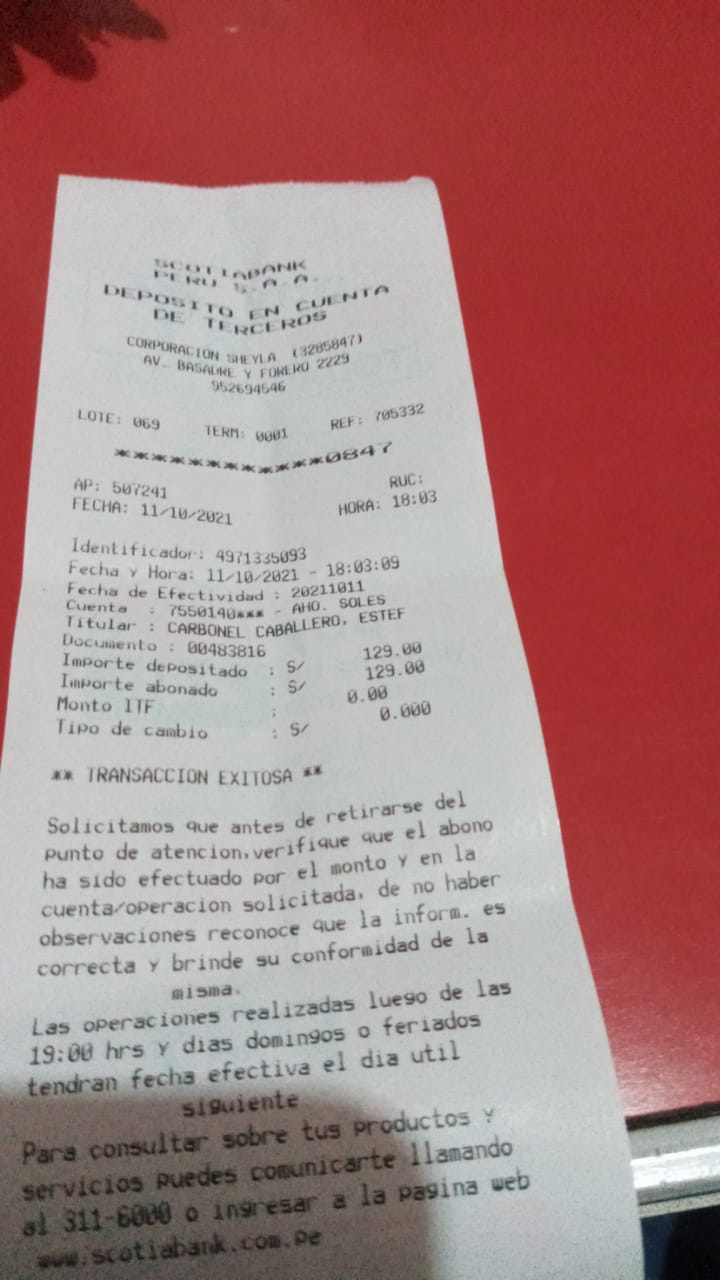 SCOTIABANK
PERU S.A.A.
DEPOSITO EN CUENTA
DE TERCEROS
CORPORACION SHEYLA (3285847)
AV. BASADRE Y FORERO 2229
952694546
LOTE: 069 TERM: 0001 REF: 705332
************0847
AP: 507241 RUC:
FECHA: 11/10/2021 HORA: 18:03
Identificador: 4971335093
Fecha y Hora: 11/10/2021 - 18:03:09
Fecha de Efectividad : 20211011
Cuenta : 7550140*** - AHO. SOLES
Titular : CARBONEL CABALLERO, ESTEF
Documento : 00483816
Importe depositado : S/ 129.00
Importe abonado : S/ 129.00
Monto ITF : 0.00
Tipo de cambio : S/ 0.000
** TRANSACCION EXITOSA **
Solicitamos que antes de retirarse del
punto de atencion,verifique que el abono
ha sido efectuado por el monto y en la
cuenta/operacion solicitada, de no haber
observaciones reconoce que la inform. es
correcta y brinde su conformidad de la
misma.
Las operaciones realizadas luego de las
19:00 hrs y dias domingos o feriados
tendran fecha efectiva el dia util
siguiente
Para consultar sobre tus productos y
servicios puedes comunicarte llamando
al 311-6000 o ingresar a la pagina web
www.scotiabank.com.pe